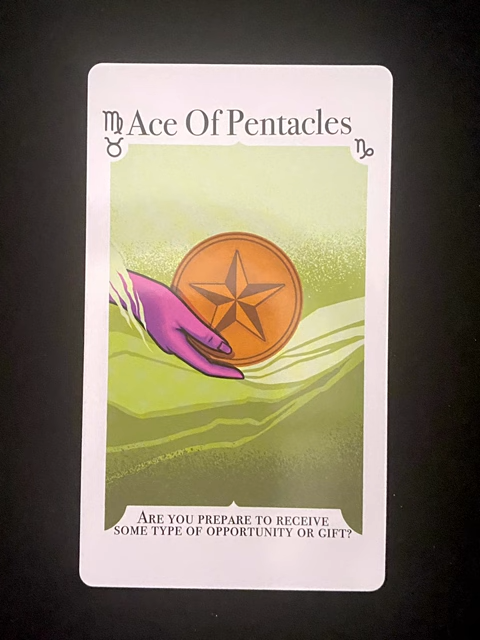 ♍ Ace Of Pentacles
♉ ♑
Are you prepare to receive
some type of opportunity or gift?